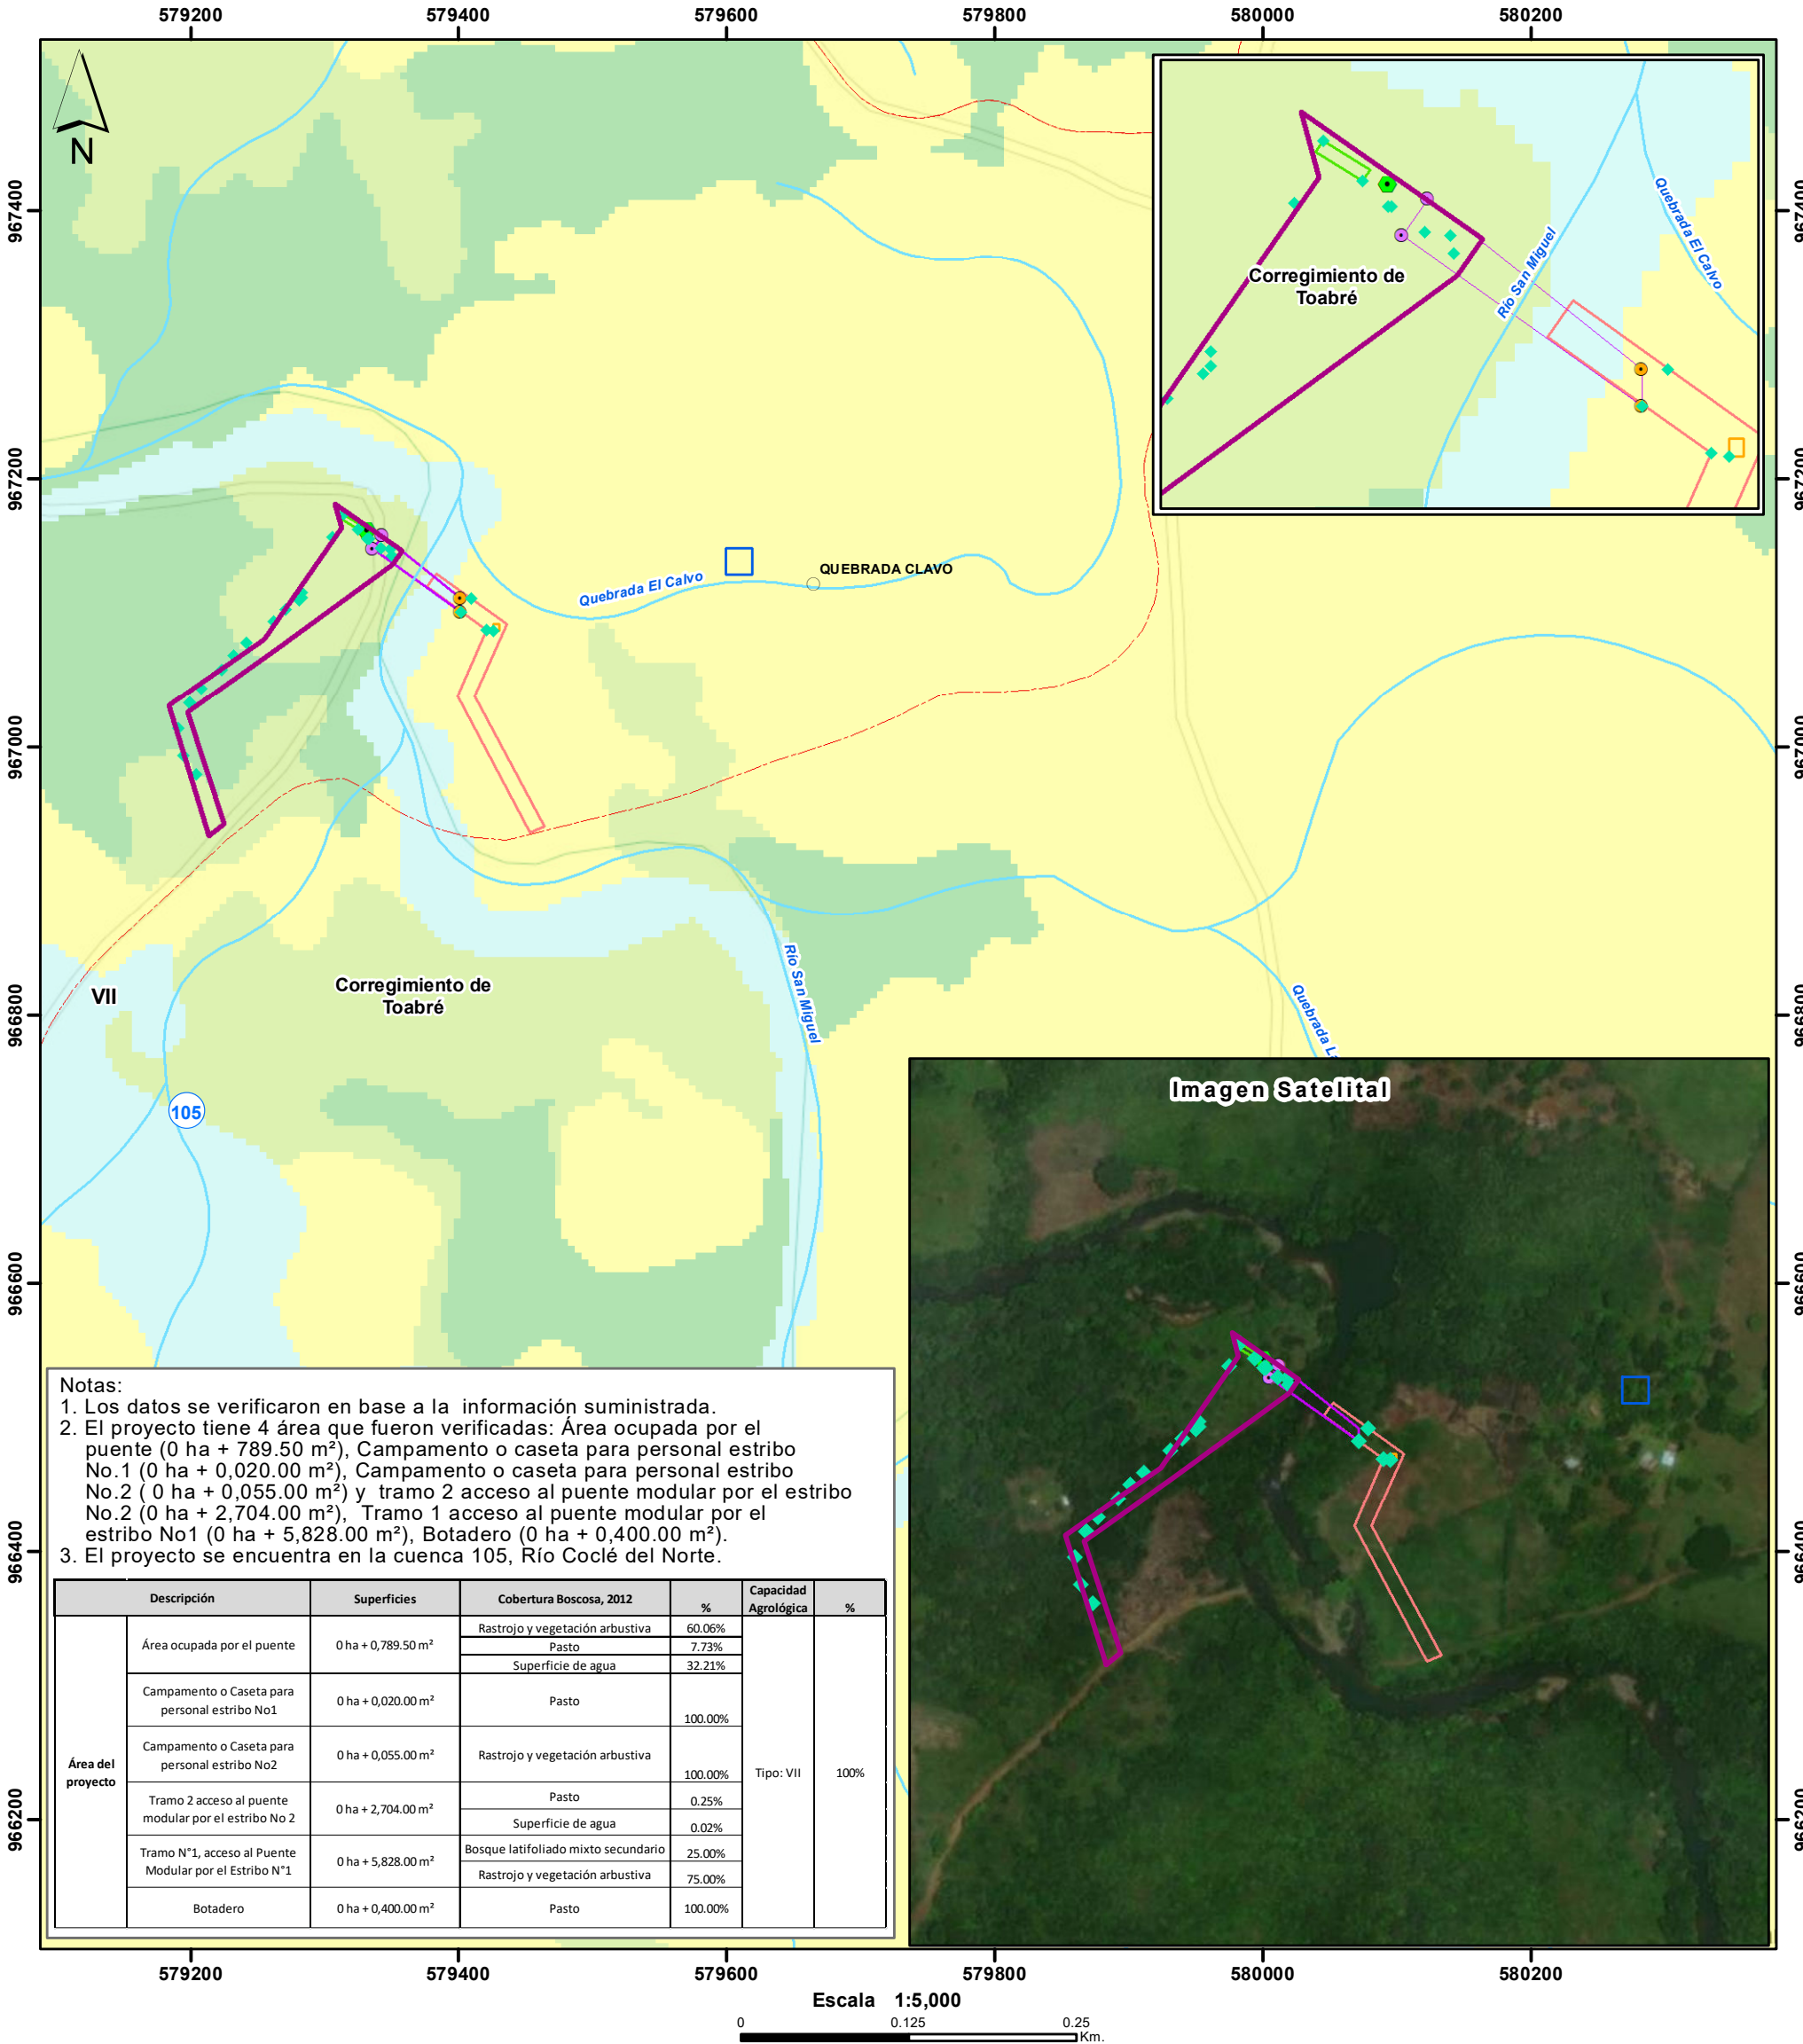 579200 579400 579600 579800 580000 580200
N
967400
967200
967000
966800
966600
966400
966200
967400
967200
967000
966800
966600
966400
966200
Quebrada El Calvo
Río San Miguel
Corregimiento de
Toabré
QUEBRADA CLAVO
Quebrada El Calvo
Río San Miguel
Corregimiento de
Toabré
VII
105
Quebrada La
Imagen Satelital
Notas:
1. Los datos se verificaron en base a la información suministrada.
2. El proyecto tiene 4 área que fueron verificadas: Área ocupada por el
puente (0 ha + 789.50 m²), Campamento o caseta para personal estribo
No.1 (0 ha + 0,020.00 m²), Campamento o caseta para personal estribo
No.2 ( 0 ha + 0,055.00 m²) y tramo 2 acceso al puente modular por el estribo
No.2 (0 ha + 2,704.00 m²), Tramo 1 acceso al puente modular por el
estribo No1 (0 ha + 5,828.00 m²), Botadero (0 ha + 0,400.00 m²).
3. El proyecto se encuentra en la cuenca 105, Río Coclé del Norte.
Descripción Superficies Cobertura Boscosa, 2012 % Capacidad
Agrológica %
Área del
proyecto
Área ocupada por el puente 0 ha + 0,789.50 m² Rastrojo y vegetación arbustiva 60.06%
Pasto 7.73%
Superficie de agua 32.21%
Campamento o Caseta para
personal estribo No1 0 ha + 0,020.00 m² Pasto 100.00%
Campamento o Caseta para
personal estribo No2 0 ha + 0,055.00 m² Rastrojo y vegetación arbustiva 100.00%
Tipo: VII 100%
Tramo 2 acceso al puente
modular por el estribo No 2 0 ha + 2,704.00 m² Pasto 0.25%
Superficie de agua 0.02%
Tramo N°1, acceso al Puente
Modular por el Estribo N°1 0 ha + 5,828.00 m² Bosque latifoliado mixto secundario 25.00%
Rastrojo y vegetación arbustiva 75.00%
Botadero 0 ha + 0,400.00 m² Pasto 100.00%
579200 579400 579600 579800 580000 580200
Escala 1:5,000
0 0.125 0.25
Km.